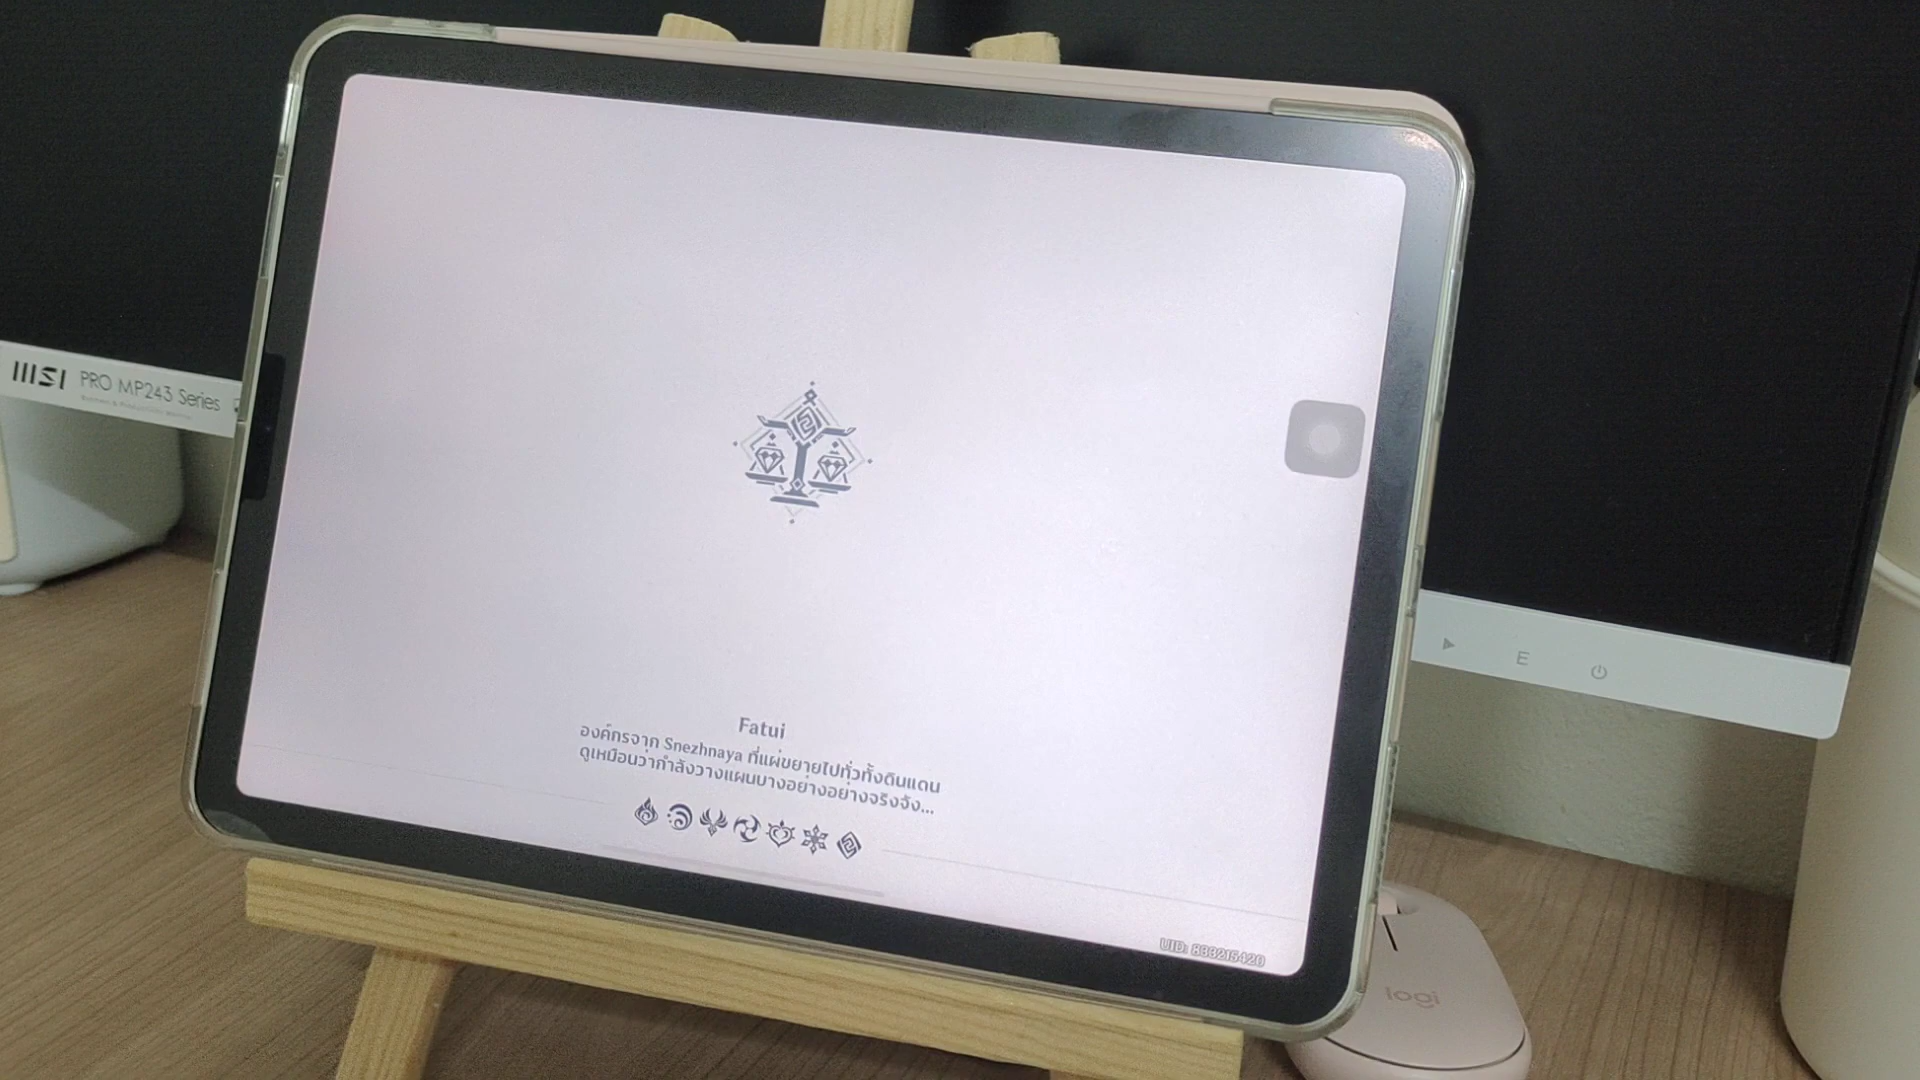 msi PRO MP243 Series
Fatui
องค์กรจาก Snezhnaya ที่แผ่ขยายไปทั่วทั้งดินแดน
ดูเหมือนว่ากำลังวางแผนบางอย่างอย่างจริงจัง...
UID: 833215420
E
logi